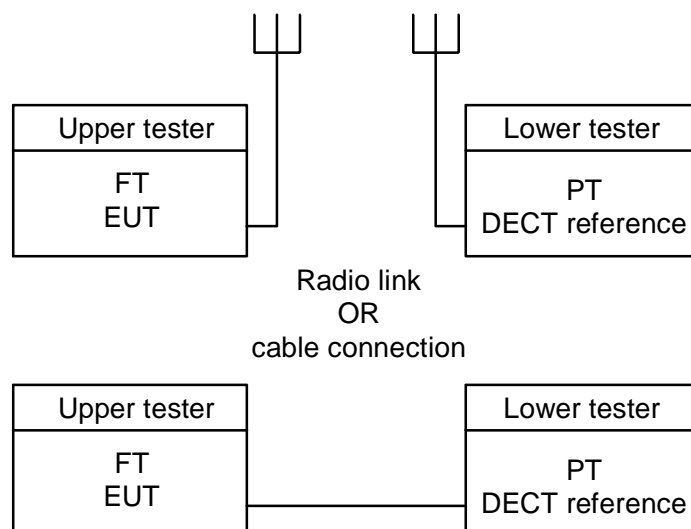 Upper tester
FT
EUT
Lower tester
PT
DECT reference
Radio link
OR
cable connection
Upper tester
FT
EUT
Lower tester
PT
DECT reference